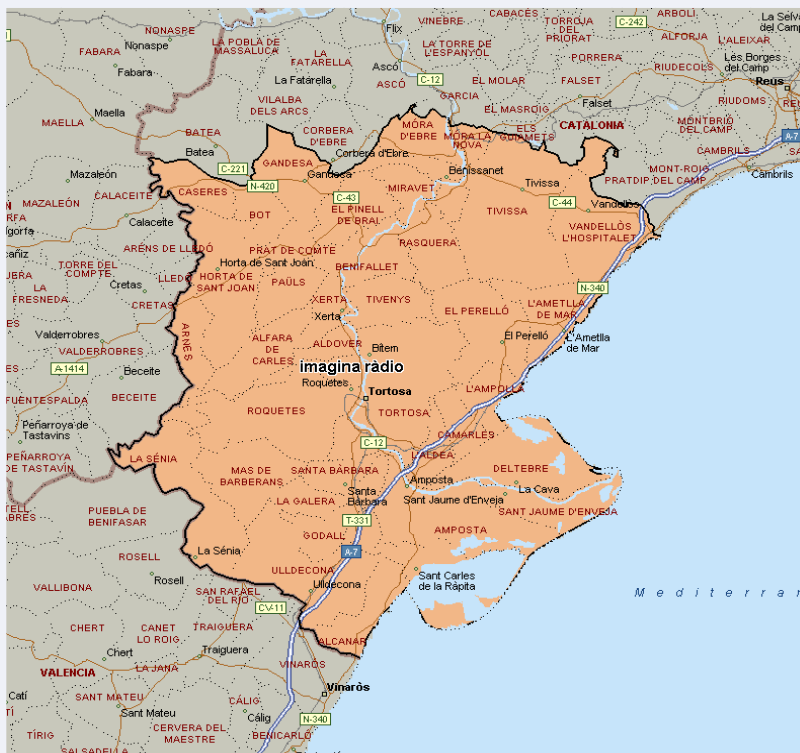 CABACÉS
ARBOLI
NONASPE
VINEBRE
TORROJA
DEL
PRIORAT
C-242
La Selva
del Camp
Flix
Nonaspe
FABARA
LA POBLA DE
MASSALUCA
LA
FATARELLA
LA TORRE DE
L'ESPANYOL
ALFORJA
L'ALEIXAR
PORRERA
Les Borges
del Camp
Fabara
Ascó
C-12
La Fatarella
ASCÓ
EL MOLAR
FALSET
RIUDECOLS
Reus
GARCIA
VILALBA
DELS ARCS
EL MASROIG
Falset
RIUDOMS
RE
Maella
MAELLA
BATEA
CORBERA
D'EBRE
MÓRA
D'EBRE
MÓRA LA
NOVA
ELS
GUIAMETS
CATALONIA
MONTBRIÓ
DEL CAMP
A-7
Batea
Corbera d'Ebre
CAMBRILS
SA
C-221
GANDESA
Gandesa
Benissanet
MONT-ROIG
PRATDIP DEL CAMP
Cambrils
Mazaleón
N-420
CASERES
C-43
MIRAVET
Tivissa
CALACEITE
MAZALEÓN
C-44
Vandellòs
Calaceite
BOT
EL PINELL
DE BRAI
TIVISSA
VANDELLÒS
L'HOSPITALET
ARÉNS DE LLEDÓ
PRAT DE COMTE
RASQUERA
TORRE DEL
COMPTE
Horta de Sant Joán
BENIFALLET
LLEDÓ
HORTA DE
SANT JOAN
PAÜLS
LA
FRESNEDA
Cretas
CRETAS
N-340
XERTA
TIVENYS
Xerta
EL PERELLÓ
L'AMETLLA
DE MAR
Valderrobres
VALDERROBRES
ARNES
ALFARA
DE
CARLES
ALDOVER
Bítem
El Perelló
L'Ametlla
de Mar
A-1414
Beceite
imagina ràdio
Roquetes
Tortosa
BECEITE
L'AMPOLLA
FUENTESPALDA
ROQUETES
TORTOSA
Peñarroya de
Tastavins
C-12
CAMARLES
PEÑARROYA
DE TASTAVÍN
LA SÉNIA
L'ALDEA
MAS DE
BARBERANS
SANTA BÀRBARA
DELTEBRE
Amposta
La Cava
Santa
Bàrbara
Sant Jaume d'Enveja
LA GALERA
SANT JAUME D'ENVEJA
PUEBLA DE
BENIFASAR
T-331
AMPOSTA
GODALL
A-7
La Sénia
ROSELL
ULLDECONA
Sant Carles
de la Ràpita
Rosell
Ulldecona
VALLIBONA
SAN RAFAEL
DEL RÍO
Mediterran
CV-11
CHERT
CANET
LO ROIG
TRAIGUERA
ALCANAR
Chert
Traiguera
VINARÒS
VALENCIA
LA JANA
Vinaròs
Catí
SANT MATEU
CÁLIG
Sant Mateu
Cálig
N-340
TÍRIG
CERVERA DEL
MAESTRE
BENICARLÓ
SALSADELLA